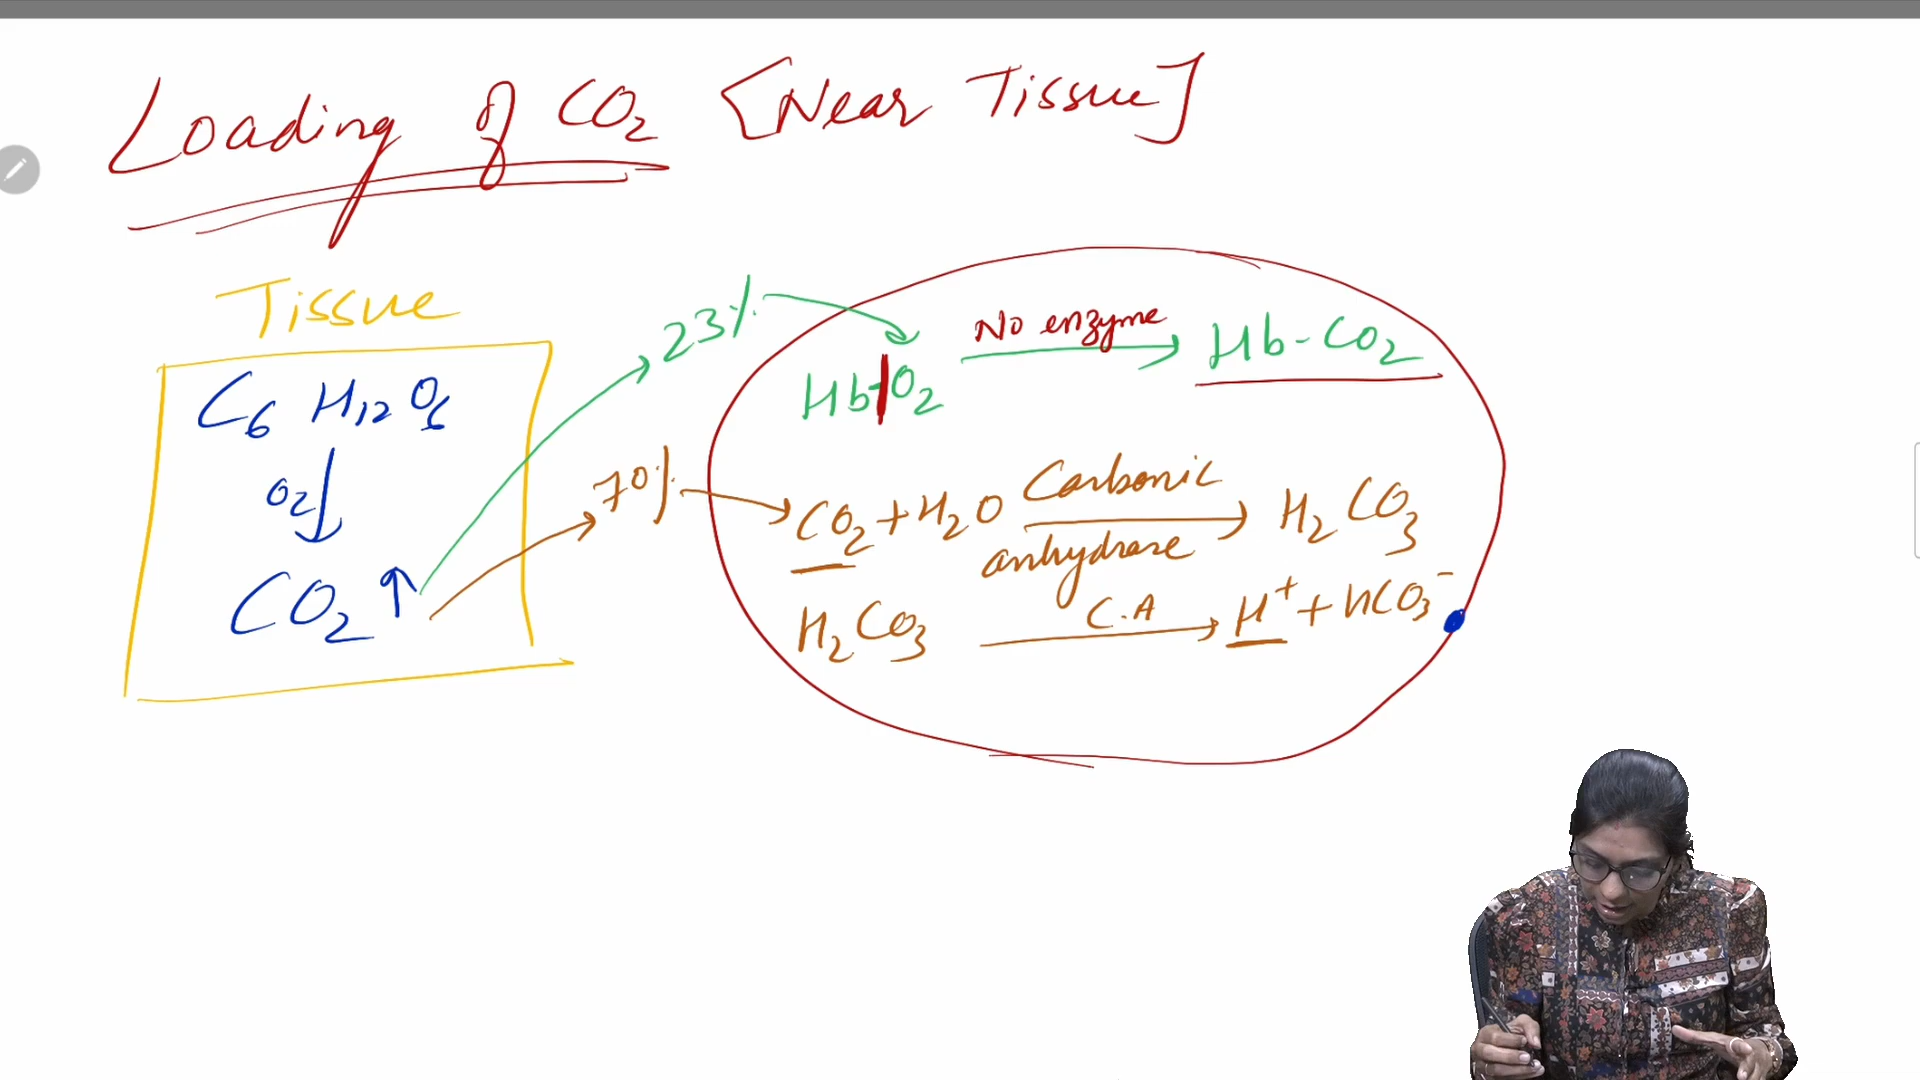 Loading of CO₂ [Near Tissue]
Tissue
C₆ H₁₂ O₆
O₂
CO₂ ↑
23%
No enzyme
Hb-O₂ → Hb-CO₂
70%
Carbonic
CO₂ + H₂O → H₂CO₃
anhydrase
C.A
H₂CO₃ → H⁺ + HCO₃⁻